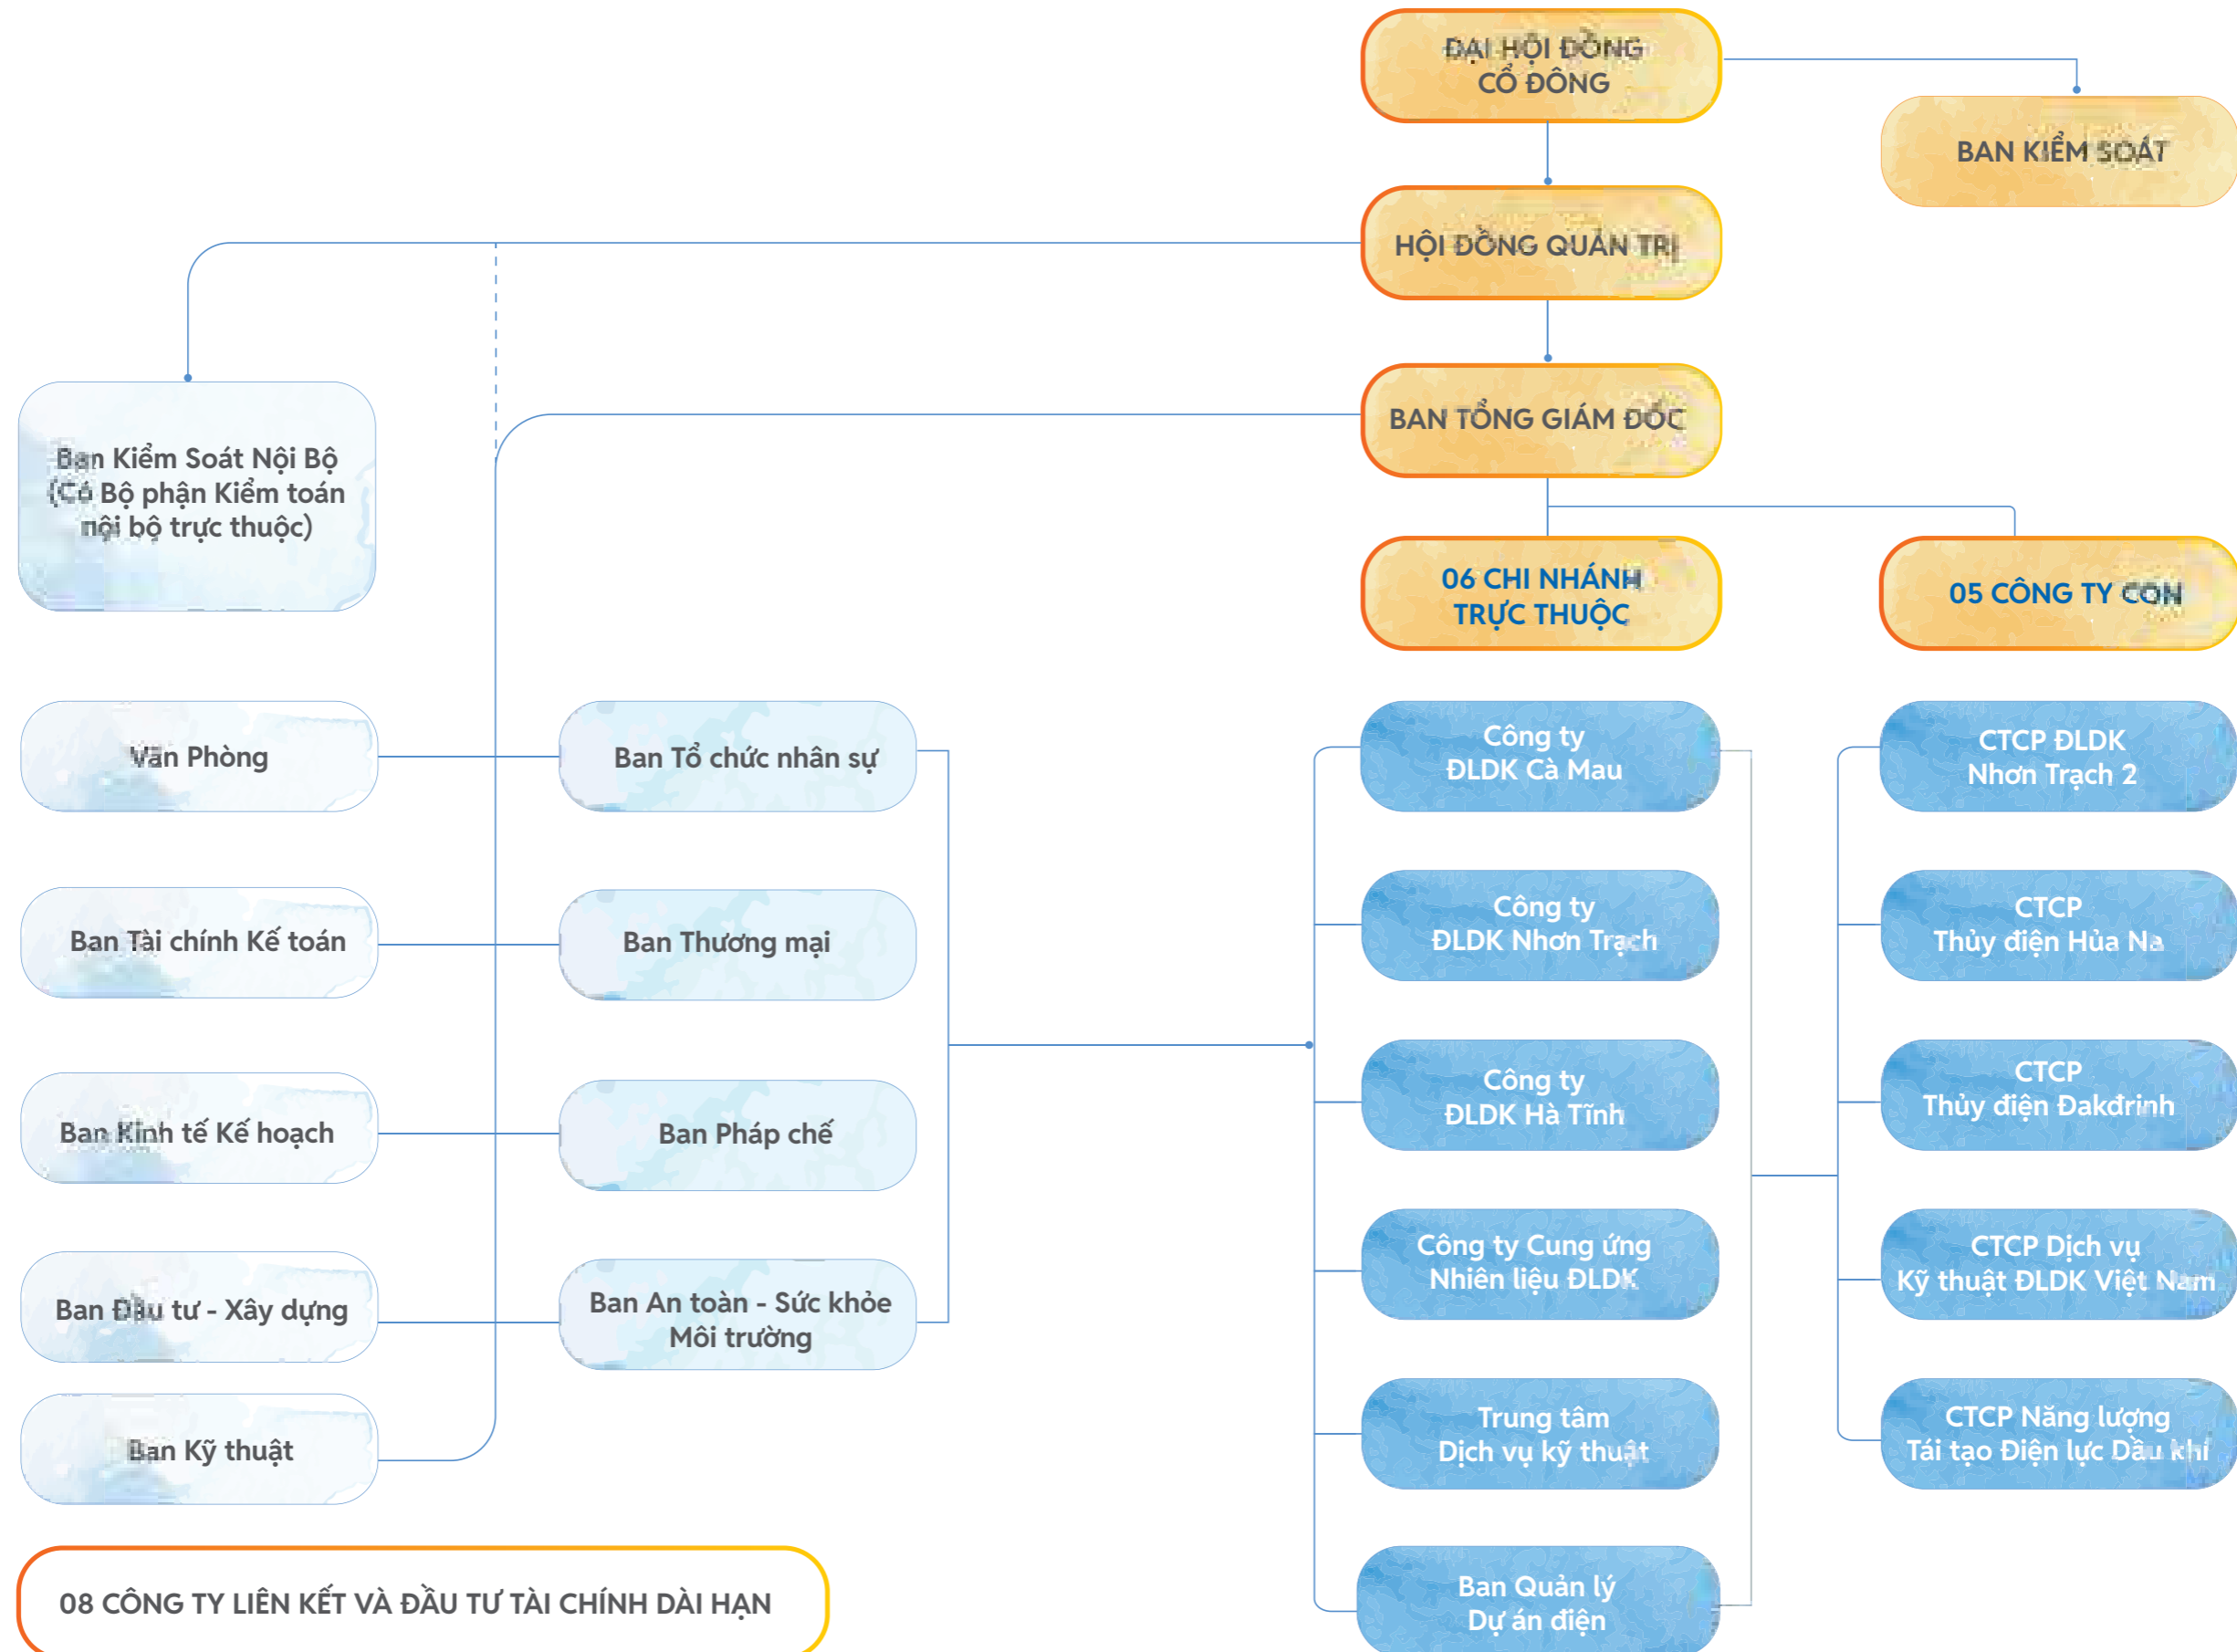 ĐẠI HỘI ĐỒNG
CỔ ĐÔNG
BAN KIỂM SOÁT
HỘI ĐỒNG QUẢN TRỊ
BAN TỔNG GIÁM ĐỐC
Ban Kiểm Soát Nội Bộ
(Có Bộ phận Kiểm toán
nội bộ trực thuộc)
06 CHI NHÁNH
TRỰC THUỘC
05 CÔNG TY CON
Văn Phòng
Ban Tài chính Kế toán
Ban Kinh tế Kế hoạch
Ban Đầu tư - Xây dựng
Ban Kỹ thuật
Ban Tổ chức nhân sự
Ban Thương mại
Ban Pháp chế
Ban An toàn - Sức khỏe
Môi trường
Công ty
ĐLDK Cà Mau
Công ty
ĐLDK Nhơn Trạch
Công ty
ĐLDK Hà Tĩnh
Công ty Cung ứng
Nhiên liệu ĐLDK
Trung tâm
Dịch vụ kỹ thuật
Ban Quản lý
Dự án điện
CTCP ĐLDK
Nhơn Trạch 2
CTCP
Thủy điện Hủa Na
CTCP
Thủy điện Đakđrinh
CTCP Dịch vụ
Kỹ thuật ĐLDK Việt Nam
CTCP Năng lượng
Tái tạo Điện lực Dầu khí
08 CÔNG TY LIÊN KẾT VÀ ĐẦU TƯ TÀI CHÍNH DÀI HẠN